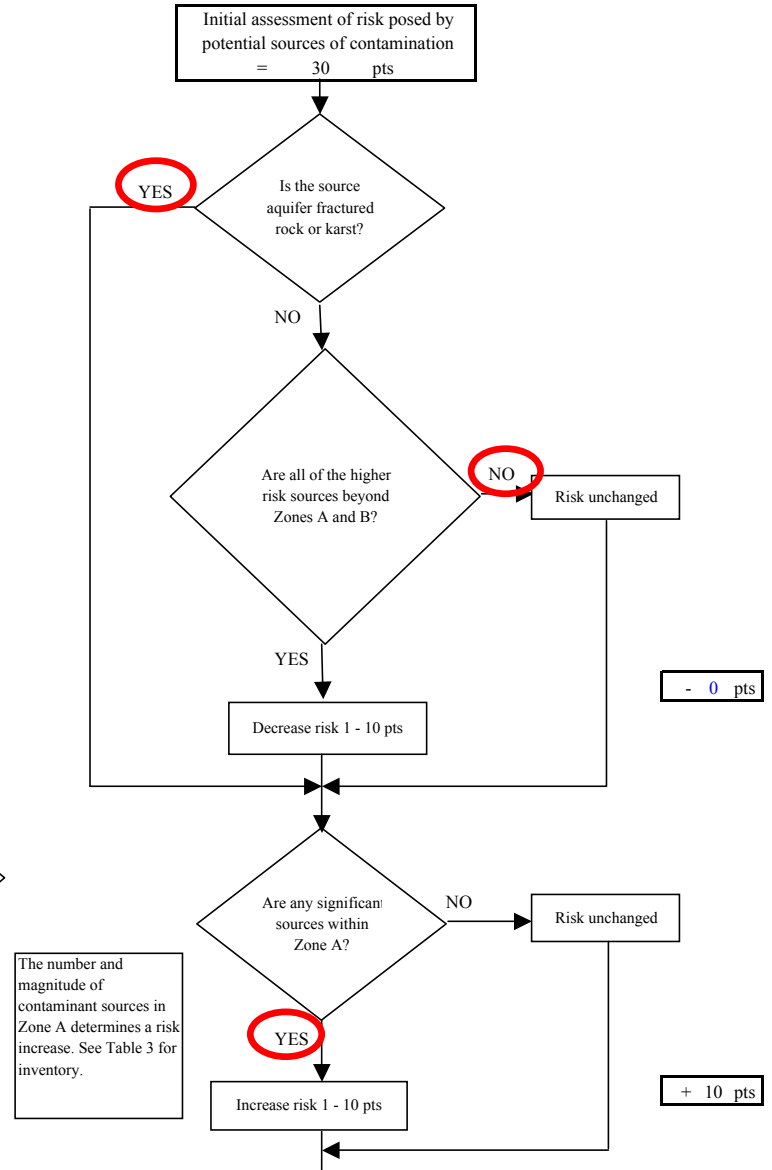 Initial assessment of risk posed by
potential sources of contamination
= 30 pts
YES
Is the source
aquifer fractured
rock or karst?
NO
Are all of the higher
risk sources beyond
Zones A and B?
NO
Risk unchanged
YES
- 0 pts
Decrease risk 1 - 10 pts
Are any significant
sources within
Zone A?
NO
Risk unchanged
The number and
magnitude of
contaminant sources in
Zone A determines a risk
increase. See Table 3 for
inventory.
YES
Increase risk 1 - 10 pts
+ 10 pts